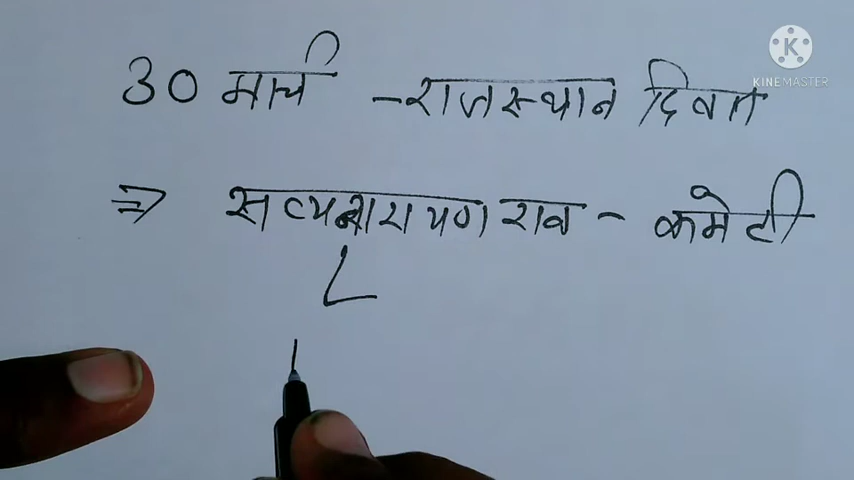 30 मार्च - राजस्थान दिवस
⇒ सत्यनारायण राव - कमेटी
K
KINEMASTER